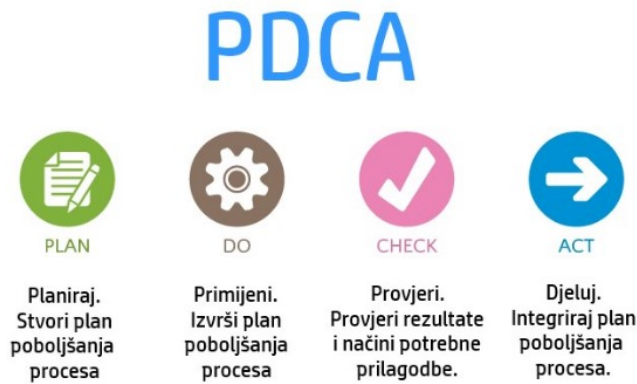 PDCA
PLAN
Planiraj.
Stvori plan
poboljšanja
procesa
DO
Primijeni.
Izvrši plan
poboljšanja
procesa
CHECK
Provjeri.
Provjeri rezultate
i načini potrebne
prilagodbe.
ACT
Djeluj.
Integriraj plan
poboljšanja
procesa.